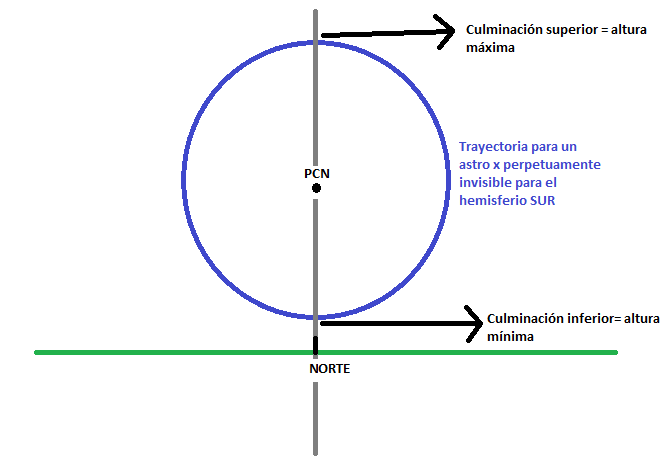 Culminación superior = altura
máxima
Trayectoria para un
astro x perpetuamente
invisible para el
hemisferio SUR
PCN
Culminación inferior= altura
mínima
NORTE